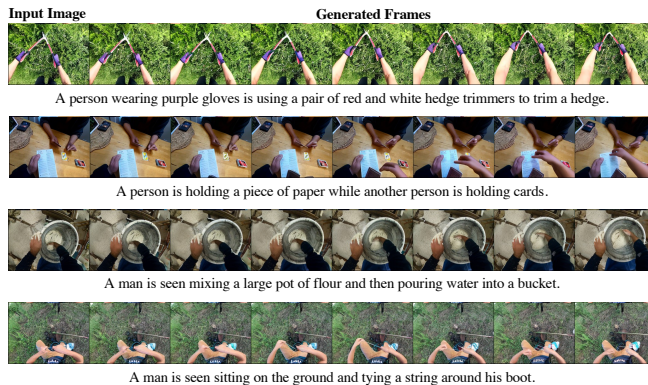 Input Image Generated Frames
A person wearing purple gloves is using a pair of red and white hedge trimmers to trim a hedge.
A person is holding a piece of paper while another person is holding cards.
A man is seen mixing a large pot of flour and then pouring water into a bucket.
A man is seen sitting on the ground and tying a string around his boot.